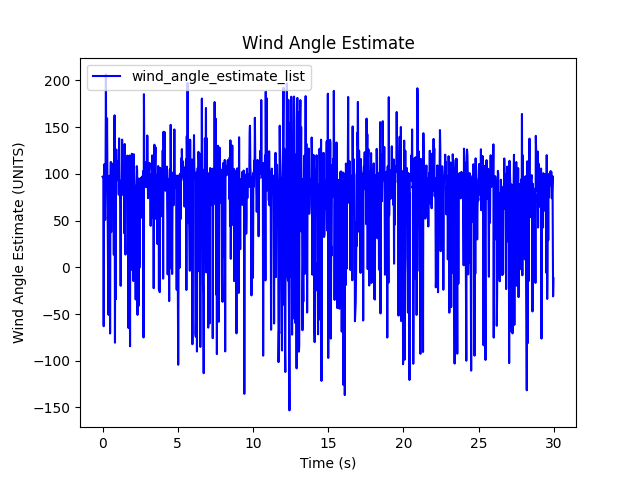 Wind Angle Estimate
wind_angle_estimate_list
Wind Angle Estimate (UNITS)
200
150
100
50
0
−50
−100
−150
0 5 10 15 20 25 30
Time (s)